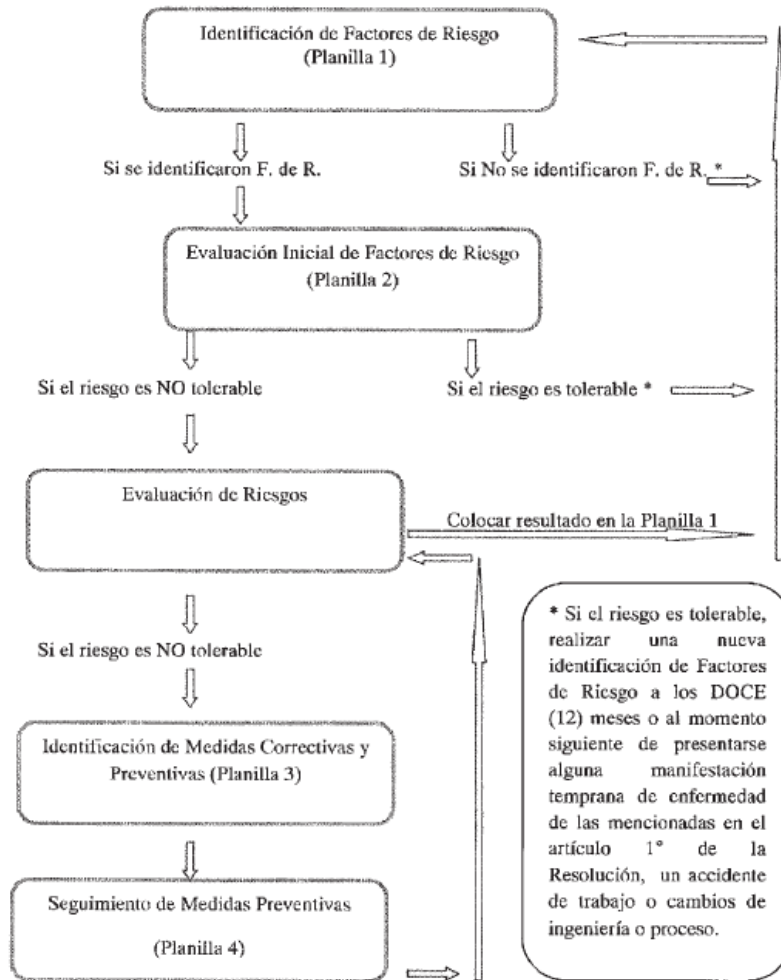 Identificación de Factores de Riesgo
(Planilla 1)
Si se identificaron F. de R.
Si No se identificaron F. de R. *
Evaluación Inicial de Factores de Riesgo
(Planilla 2)
Si el riesgo es NO tolerable
Si el riesgo es tolerable *
Evaluación de Riesgos
Colocar resultado en la Planilla 1
Si el riesgo es NO tolerable
Identificación de Medidas Correctivas y
Preventivas (Planilla 3)
Seguimiento de Medidas Preventivas
(Planilla 4)
* Si el riesgo es tolerable,
realizar una nueva
identificación de Factores
de Riesgo a los DOCE
(12) meses o al momento
siguiente de presentarse
alguna manifestación
temprana de enfermedad
de las mencionadas en el
artículo 1° de la
Resolución, un accidente
de trabajo o cambios de
ingeniería o proceso.